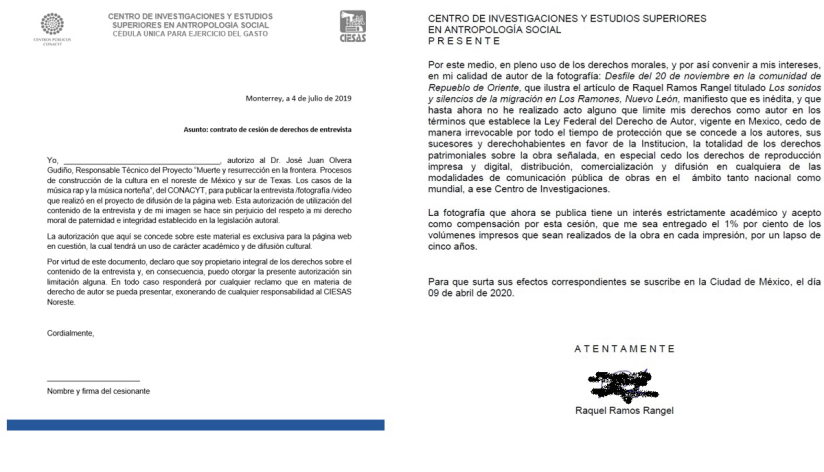 CENTROS PÚBLICOS
CONACYT
CENTRO DE INVESTIGACIONES Y ESTUDIOS
SUPERIORES EN ANTROPOLOGÍA SOCIAL
CÉDULA ÚNICA PARA EJERCICIO DEL GASTO
CIESAS
Monterrey, a 4 de julio de 2019
Asunto: contrato de cesión de derechos de entrevista
Yo, ______________________________________, autorizo al Dr. José Juan Olvera
Gudiño, Responsable Técnico del Proyecto "Muerte y resurrección en la frontera. Procesos
de construcción de la cultura en el noreste de México y sur de Texas. Los casos de la
música rap y la música norteña", del CONACYT, para publicar la entrevista /fotografía /video
que realizó en el proyecto de difusión de la página web. Esta autorización de utilización del
contenido de la entrevista y de mi imagen se hace sin perjuicio del respeto a mi derecho
moral de paternidad e integridad establecido en la legislación autoral.
La autorización que aquí se concede sobre este material es exclusiva para la página web
en cuestión, la cual tendrá un uso de carácter académico y de difusión cultural.
Por virtud de este documento, declaro que soy propietario integral de los derechos sobre el
contenido de la entrevista y, en consecuencia, puedo otorgar la presente autorización sin
limitación alguna. En todo caso responderá por cualquier reclamo que en materia de
derecho de autor se pueda presentar, exonerando de cualquier responsabilidad al CIESAS
Noreste.
Cordialmente,
Nombre y firma del cesionante
CENTRO DE INVESTIGACIONES Y ESTUDIOS SUPERIORES
EN ANTROPOLOGÍA SOCIAL
P R E S E N T E
Por este medio, en pleno uso de los derechos morales, y por así convenir a mis intereses,
en mi calidad de autor de la fotografía: Desfile del 20 de noviembre en la comunidad de
Repueblo de Oriente, que ilustra el artículo de Raquel Ramos Rangel titulado Los sonidos
y silencios de la migración en Los Ramones, Nuevo León, manifiesto que es inédita, y que
hasta ahora no he realizado acto alguno que limite mis derechos como autor en los
términos que establece la Ley Federal del Derecho de Autor, vigente en Mexico, cedo de
manera irrevocable por todo el tiempo de protección que se concede a los autores, sus
sucesores y derechohabientes en favor de la Institucion, la totalidad de los derechos
patrimoniales sobre la obra señalada, en especial cedo los derechos de reproducción
impresa y digital, distribución, comercialización y difusión en cualquiera de las
modalidades de comunicación pública de obras en el ámbito tanto nacional como
mundial, a ese Centro de Investigaciones.
La fotografía que ahora se publica tiene un interés estrictamente académico y acepto
como compensación por esta cesión, que me sea entregado el 1% por ciento de los
volúmenes impresos que sean realizados de la obra en cada impresión, por un lapso de
cinco años.
Para que surta sus efectos correspondientes se suscribe en la Ciudad de México, el día
09 de abril de 2020.
A T E N T A M E N T E
Raquel Ramos Rangel